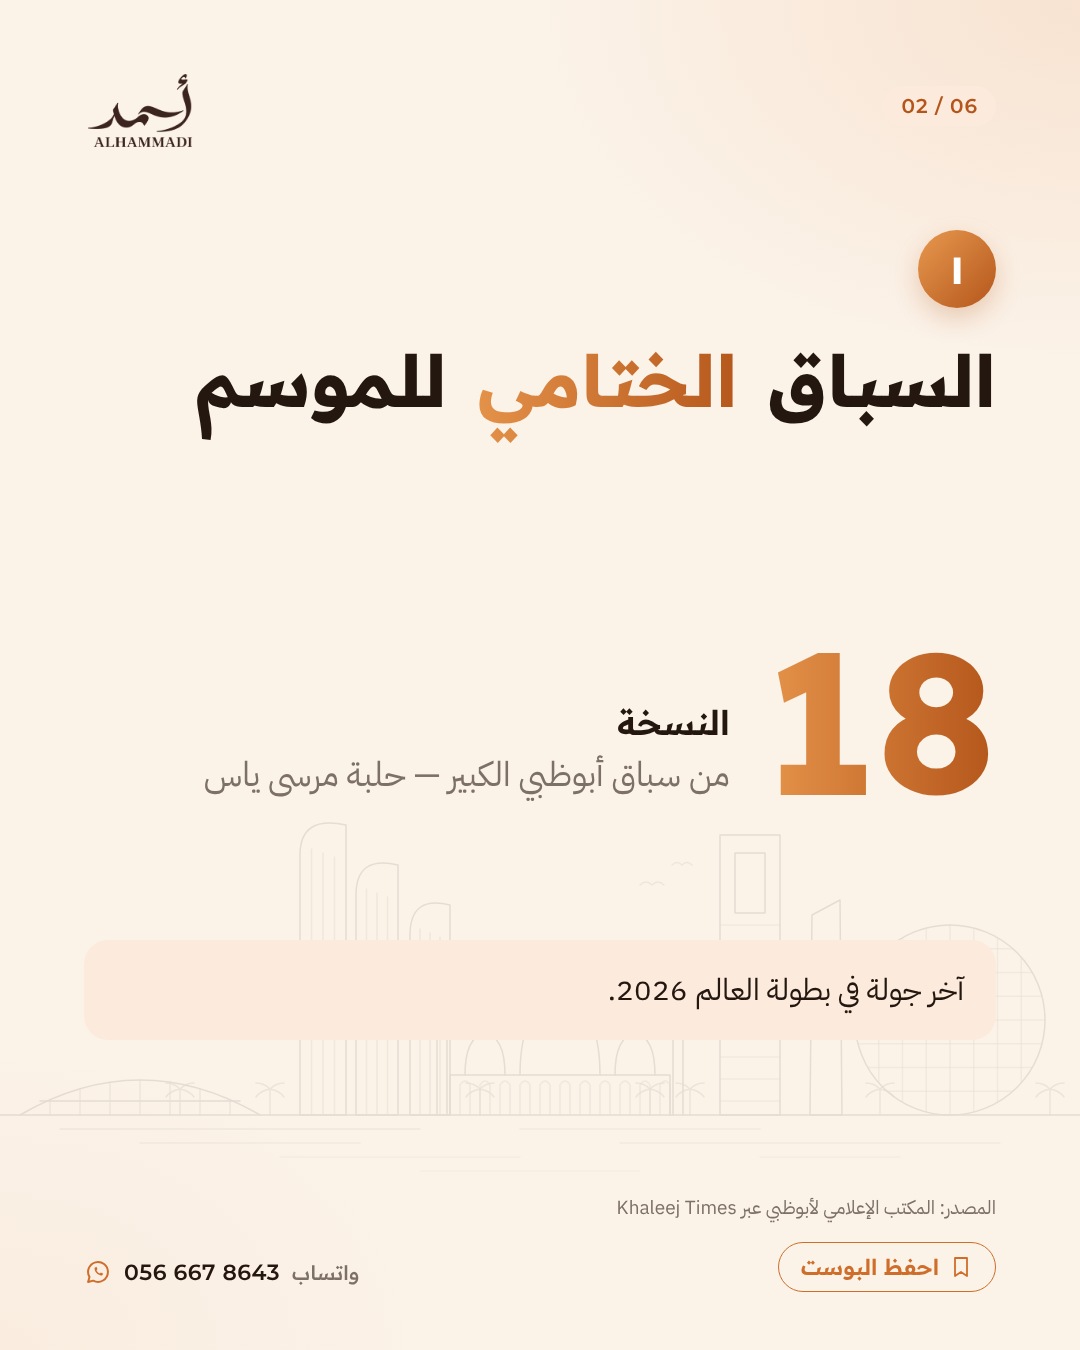 أحمد
ALHAMMADI
02 / 06
١
السباق الختامي للموسم
18
النسخة
من سباق أبوظبي الكبير — حلبة مرسى ياس
آخر جولة في بطولة العالم 2026.
المصدر: المكتب الإعلامي لأبوظبي عبر Khaleej Times
احفظ البوست
واتساب 056 667 8643